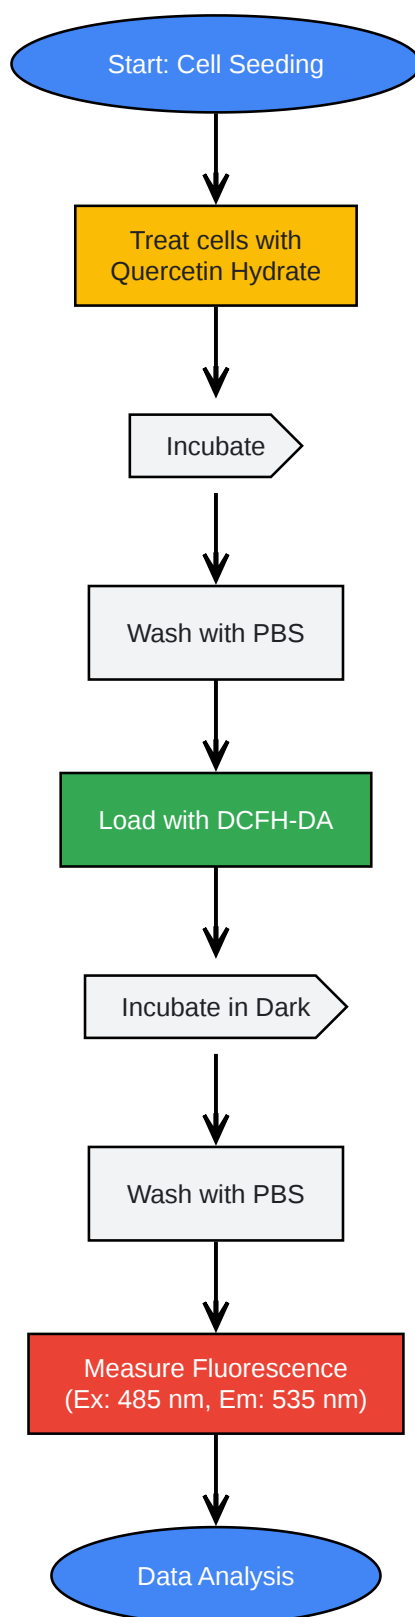 Start: Cell Seeding
Treat cells with
Quercetin Hydrate
Incubate
Wash with PBS
Load with DCFH-DA
Incubate in Dark
Wash with PBS
Measure Fluorescence
(Ex: 485 nm, Em: 535 nm)
Data Analysis